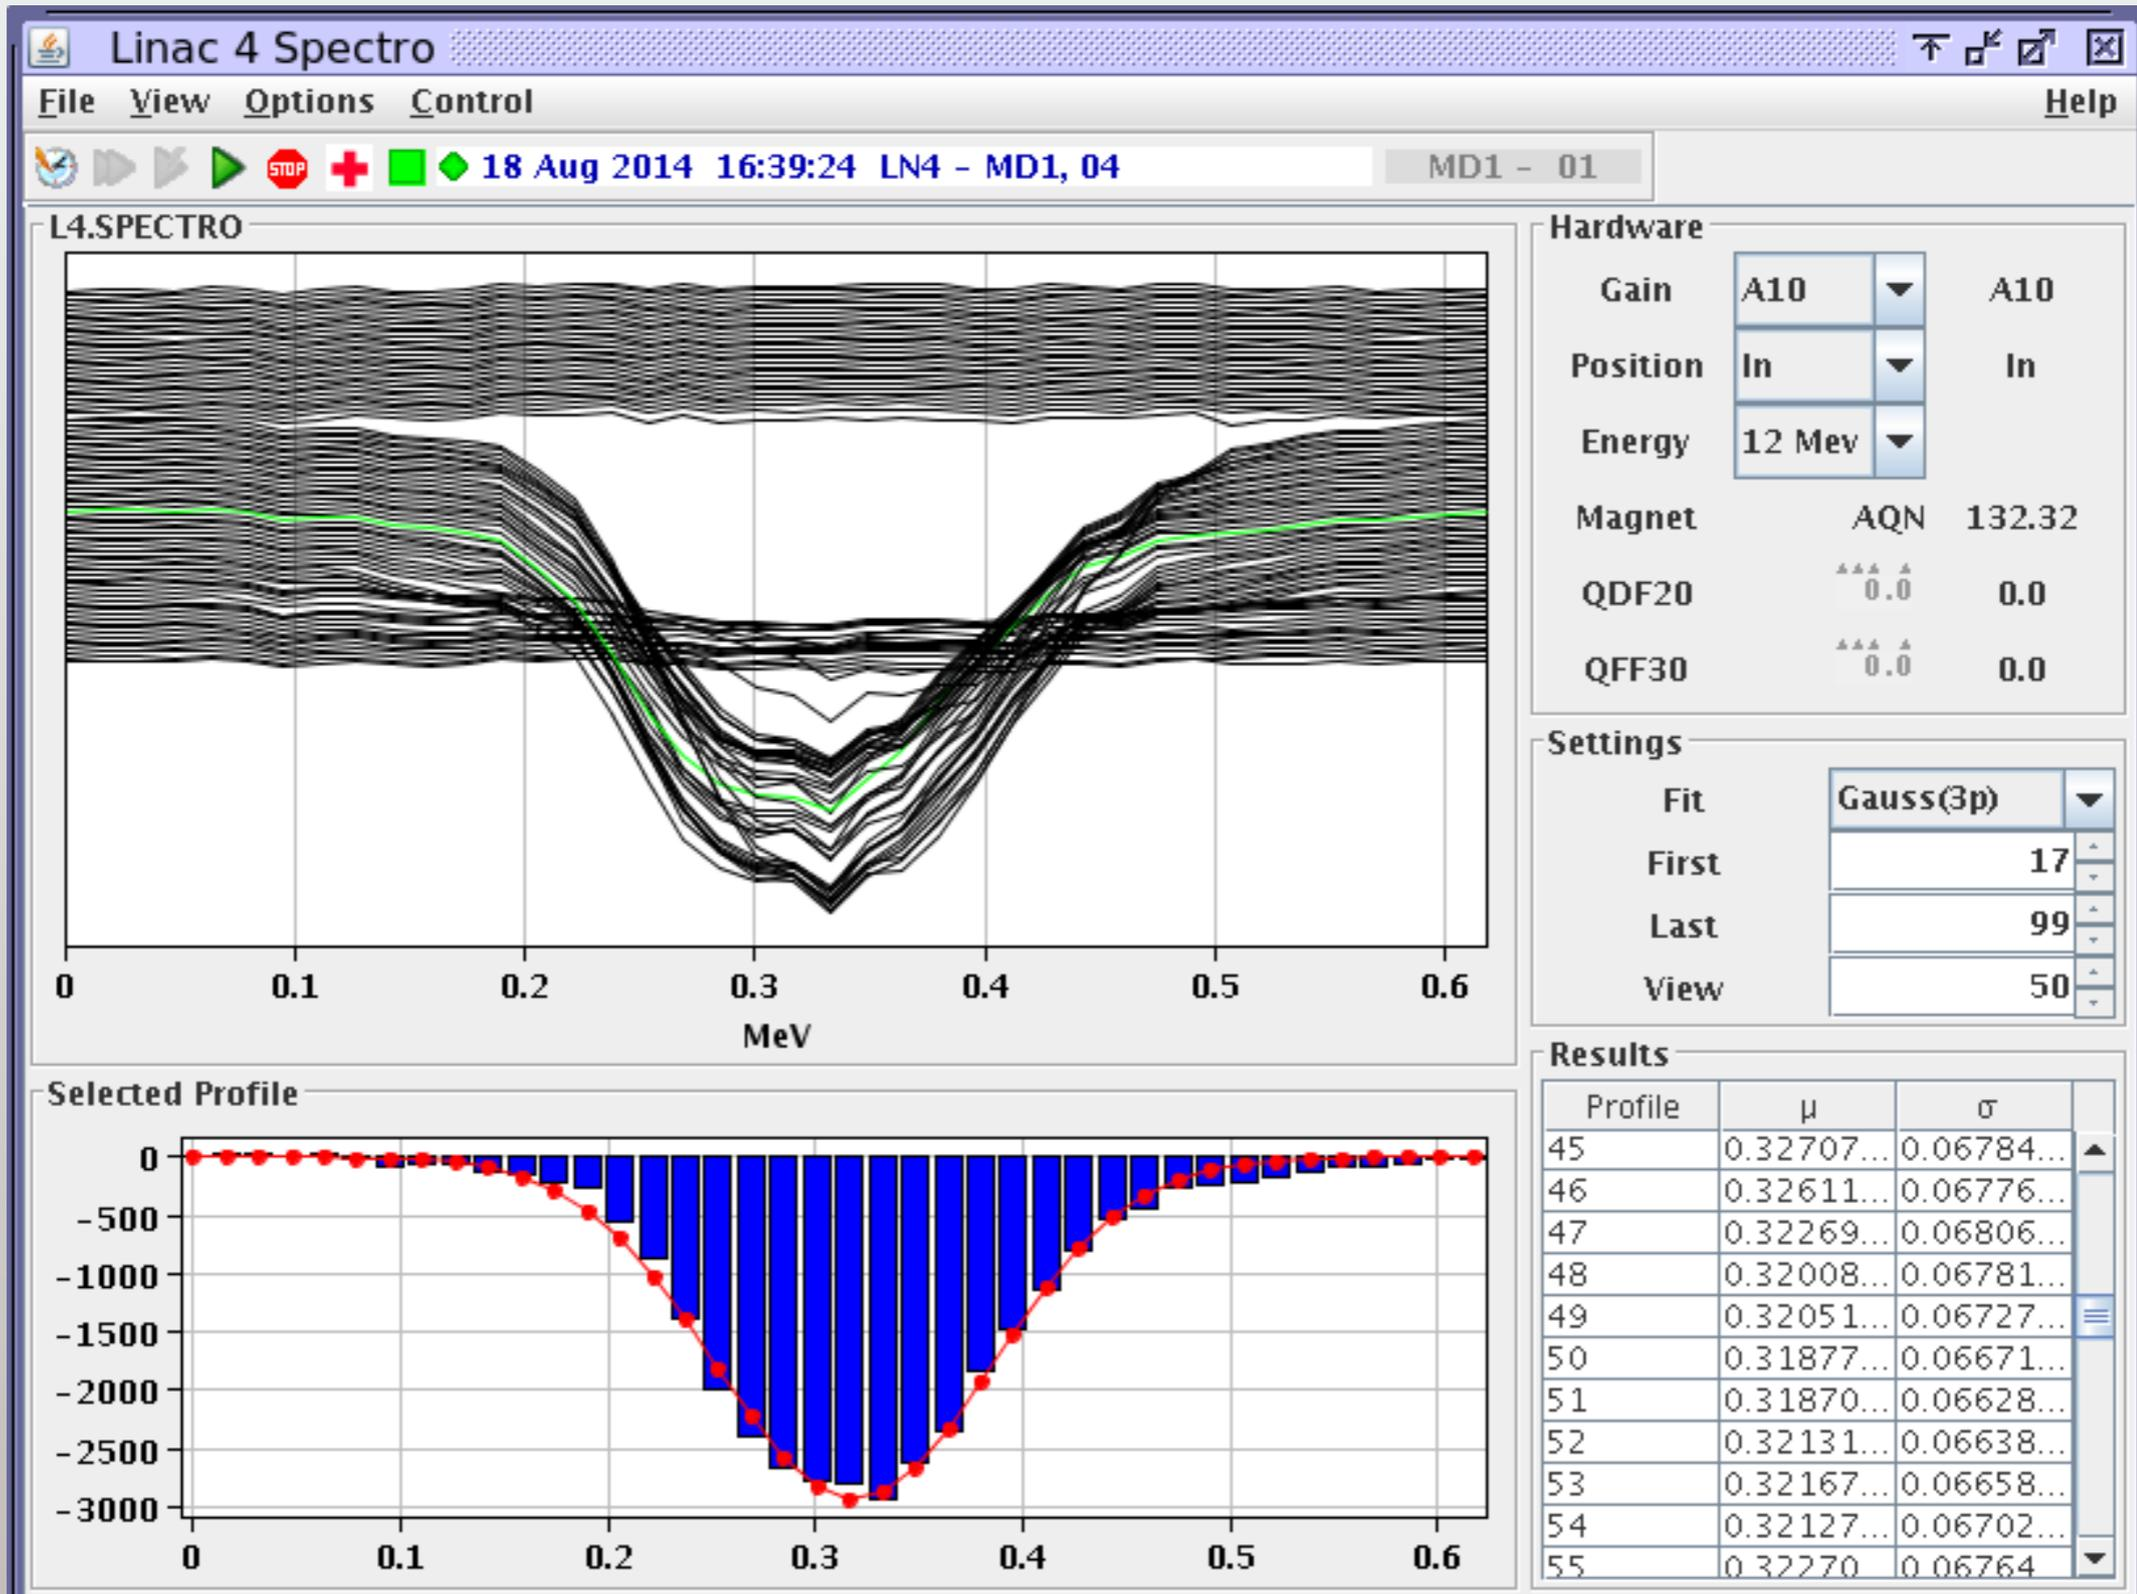 Linac 4 Spectro
File View Options Control Help
STOP 18 Aug 2014 16:39:24 LN4 - MD1, 04 MD1 - 01
L4.SPECTRO
0 0.1 0.2 0.3 0.4 0.5 0.6
MeV
Selected Profile
0
-500
-1000
-1500
-2000
-2500
-3000
0 0.1 0.2 0.3 0.4 0.5 0.6
Hardware
Gain A10 A10
Position In In
Energy 12 Mev
Magnet AQN 132.32
QDF20 0.0 0.0
QFF30 0.0 0.0
Settings
Fit Gauss(3p)
First 17
Last 99
View 50
Results
Profile μ σ
45 0.32707... 0.06784...
46 0.32611... 0.06776...
47 0.32269... 0.06806...
48 0.32008... 0.06781...
49 0.32051... 0.06727...
50 0.31877... 0.06671...
51 0.31870... 0.06628...
52 0.32131... 0.06638...
53 0.32167... 0.06658...
54 0.32127... 0.06702...
55 0.32270 0.06764